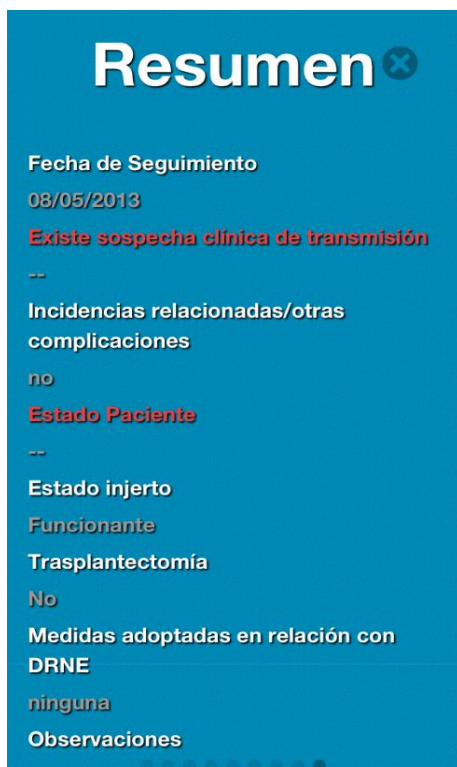 Resumen
Fecha de Seguimiento
08/05/2013
Existe sospecha clínica de transmisión
--
Incidencias relacionadas/otras
complicaciones
no
Estado Paciente
--
Estado injerto
Funcionante
Trasplantectomía
No
Medidas adoptadas en relación con
DRNE
ninguna
Observaciones